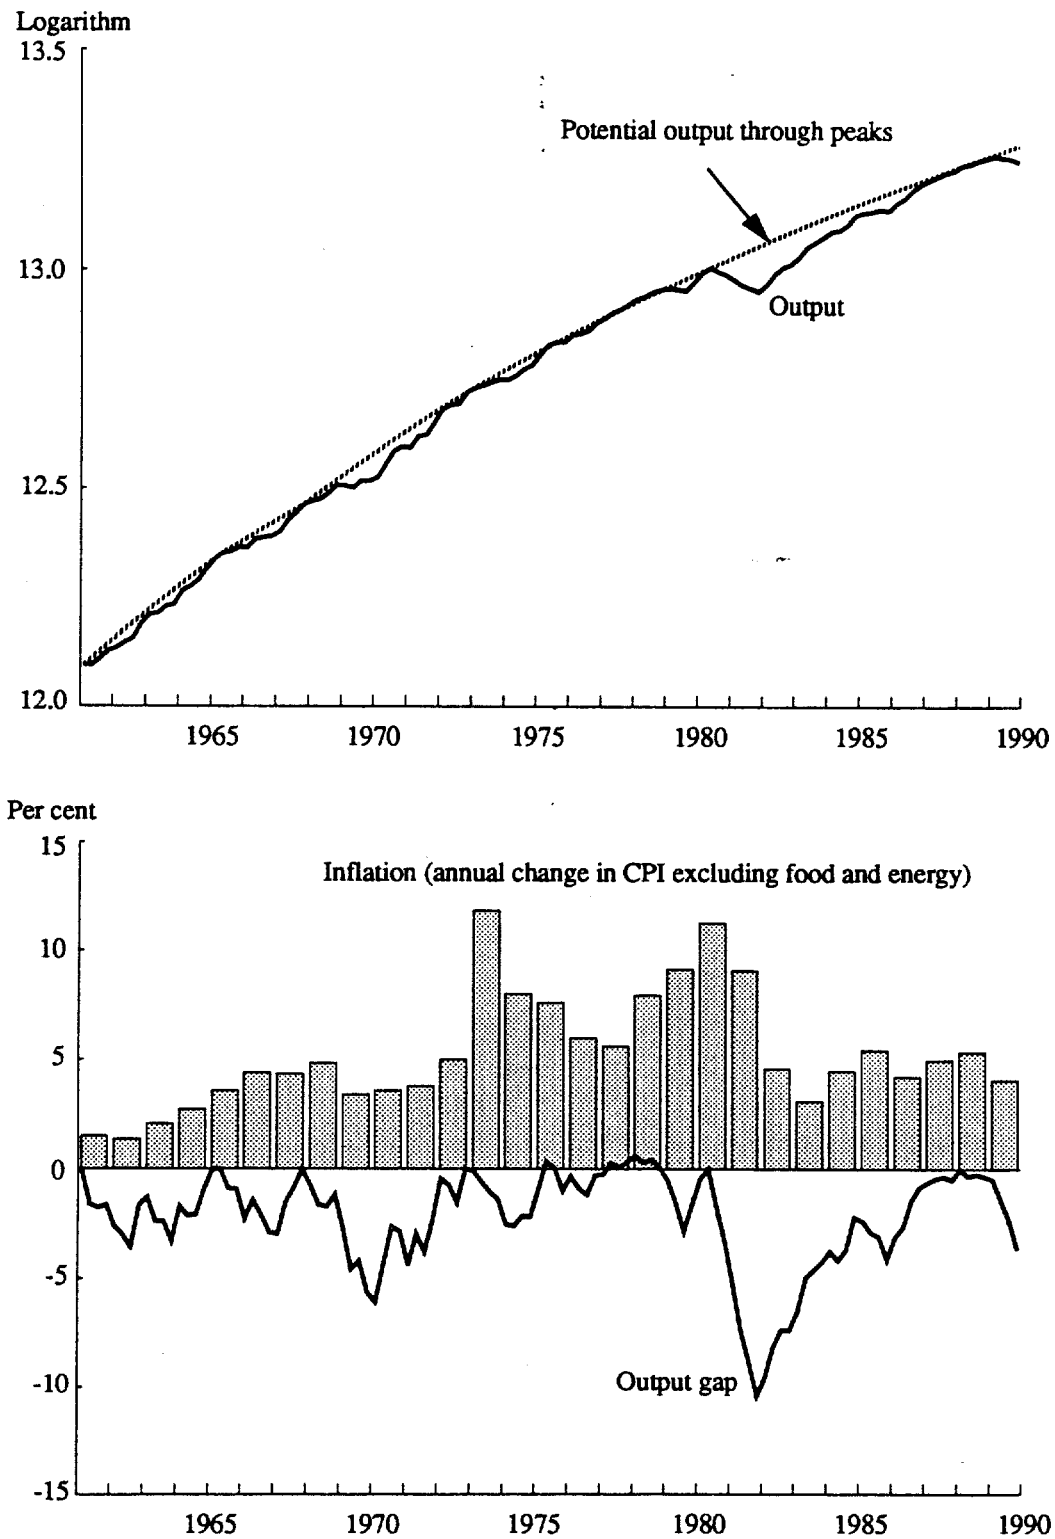 Logarithm
13.5
Potential output through peaks
13.0
Output
12.5
12.0
1965 1970 1975 1980 1985 1990
Per cent
15
Inflation (annual change in CPI excluding food and energy)
10
5
0
-5
Output gap
-10
-15
1965 1970 1975 1980 1985 1990